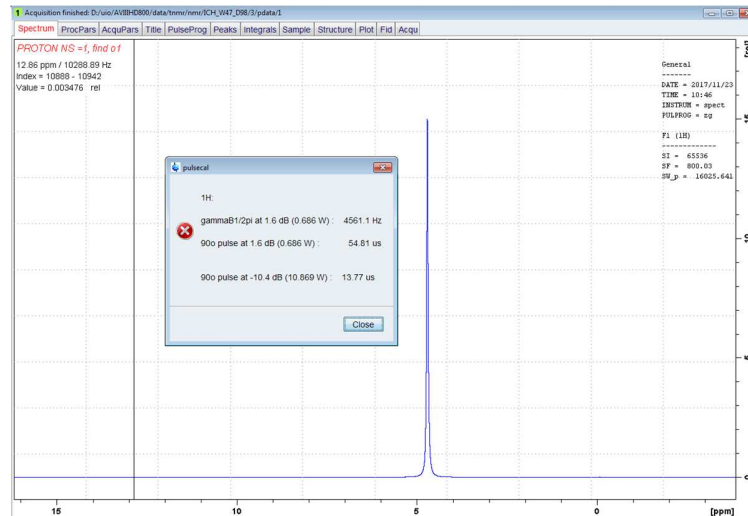 1 Acquisition finished: D:/uio/AVIIIHD800/data/tnmr/nmr/ICH_W47_D98/3/pdata/1
Spectrum ProcPars AcquPars Title PulseProg Peaks Integrals Sample Structure Plot Fid Acqu
PROTON NS =1, find o1
12.86 ppm / 10288.89 Hz
Index = 10888 - 10942
Value = 0.003476 rel
General
-------
DATE = 2017/11/23
TIME = 10:46
INSTRUM = spect
PULPROG = zg
F1 (1H)
-------------
SI = 65536
SF = 800.03
SW_p = 16025.641
[rel]
15
10
5
0
pulsecal
1H:
gammaB1/2pi at 1.6 dB (0.686 W) : 4561.1 Hz
90o pulse at 1.6 dB (0.686 W) : 54.81 us
90o pulse at -10.4 dB (10.869 W) : 13.77 us
Close
15 10 5 0 [ppm]